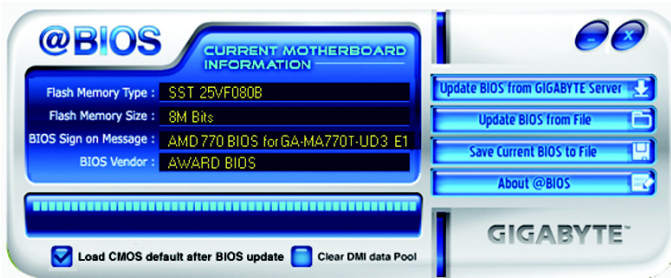 @BIOS
CURRENT MOTHERBOARD
INFORMATION
Flash Memory Type : SST 25VF080B
Flash Memory Size : 8M Bits
BIOS Sign on Message : AMD 770 BIOS for GA-MA770T-UD3 E1
BIOS Vendor : AWARD BIOS
Update BIOS from GIGABYTE Server
Update BIOS from File
Save Current BIOS to File
About @BIOS
Load CMOS default after BIOS update
Clear DMI data Pool
GIGABYTE™